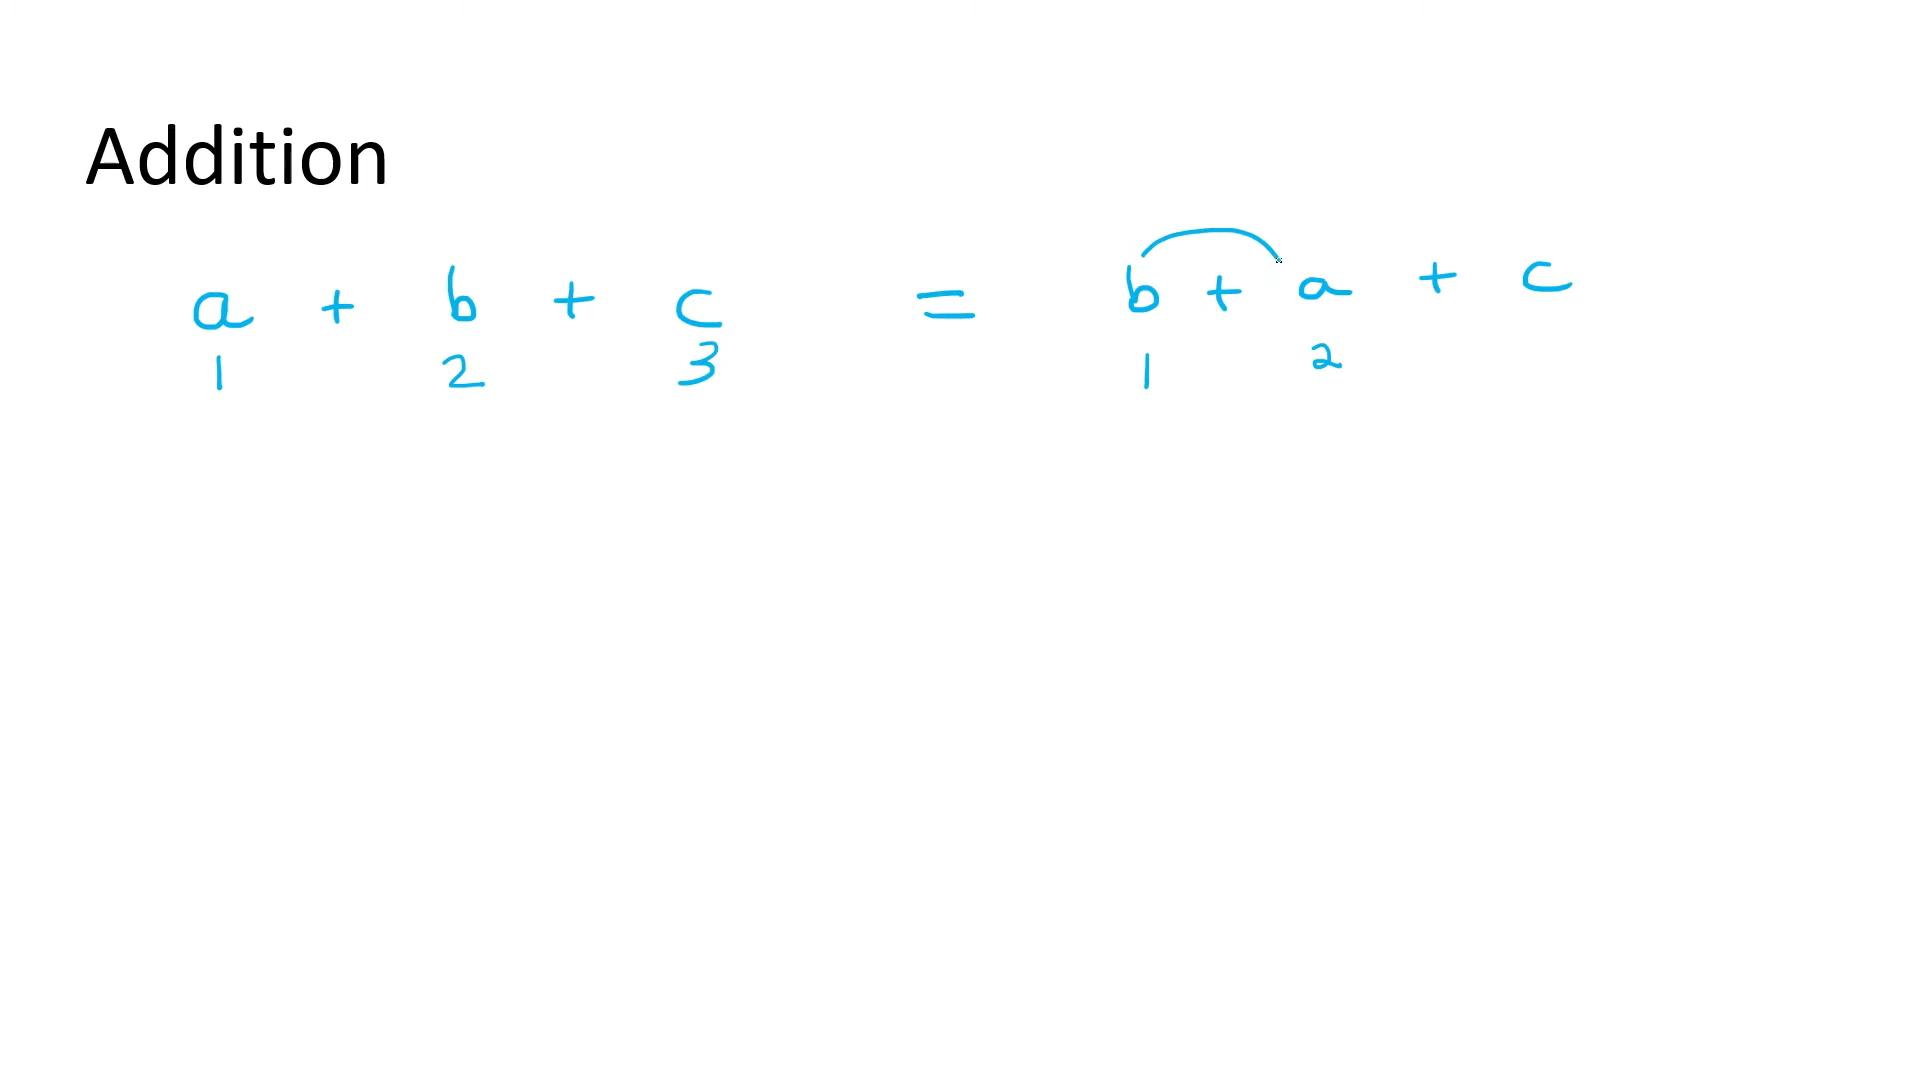 Addition
a + b + c = b + a + c
1 2 3 1 2